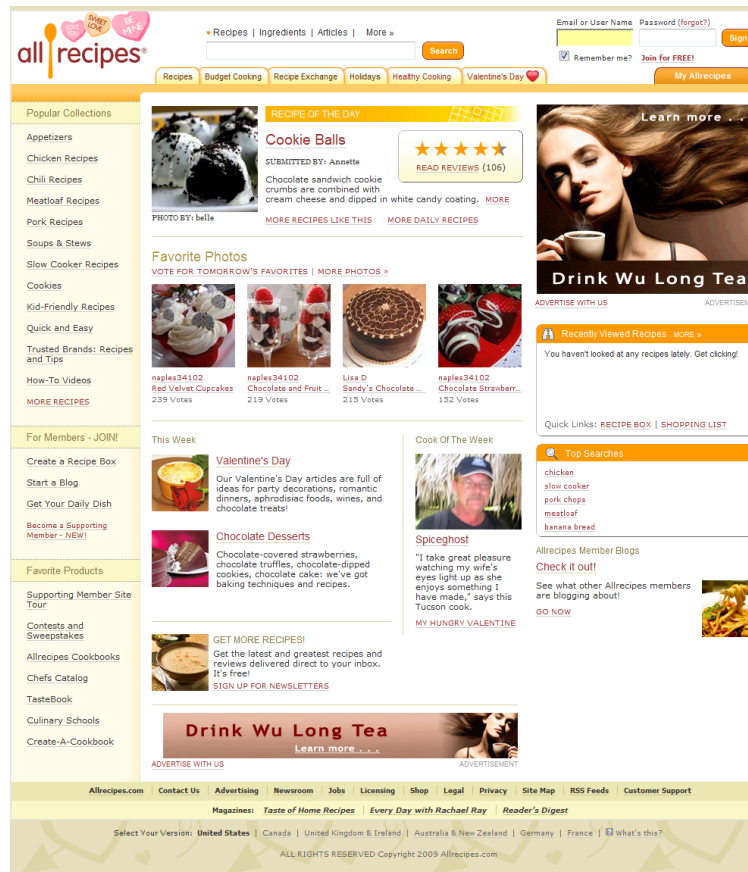 LOVE YOU
SWEET LOVE
BE MINE
all recipes®
▾ Recipes | Ingredients | Articles | More »
Search
Email or User Name Password (forgot?)
Sign
Remember me? Join for FREE!
Recipes
Budget Cooking
Recipe Exchange
Holidays
Healthy Cooking
Valentine's Day
My Allrecipes
Popular Collections
Appetizers
Chicken Recipes
Chili Recipes
Meatloaf Recipes
Pork Recipes
Soups & Stews
Slow Cooker Recipes
Cookies
Kid-Friendly Recipes
Quick and Easy
Trusted Brands: Recipes
and Tips
How-To Videos
MORE RECIPES
For Members - JOIN!
Create a Recipe Box
Start a Blog
Get Your Daily Dish
Become a Supporting
Member - NEW!
Favorite Products
Supporting Member Site
Tour
Contests and
Sweepstakes
Allrecipes Cookbooks
Chefs Catalog
TasteBook
Culinary Schools
Create-A-Cookbook
RECIPE OF THE DAY
Cookie Balls
SUBMITTED BY: Annette
READ REVIEWS (106)
Chocolate sandwich cookie
crumbs are combined with
cream cheese and dipped in white candy coating. MORE
PHOTO BY: belle
MORE RECIPES LIKE THIS MORE DAILY RECIPES
Favorite Photos
VOTE FOR TOMORROW'S FAVORITES | MORE PHOTOS »
naples34102
Red Velvet Cupcakes
239 Votes
naples34102
Chocolate and Fruit ...
219 Votes
Lisa D
Sandy's Chocolate ...
215 Votes
naples34102
Chocolate Strawberr...
152 Votes
This Week
Valentine's Day
Our Valentine's Day articles are full of
ideas for party decorations, romantic
dinners, aphrodisiac foods, wines, and
chocolate treats!
Chocolate Desserts
Chocolate-covered strawberries,
chocolate truffles, chocolate-dipped
cookies, chocolate cake: we've got
baking techniques and recipes.
Cook Of The Week
Spiceghost
"I take great pleasure
watching my wife's
eyes light up as she
enjoys something I
have made," says this
Tucson cook.
MY HUNGRY VALENTINE
GET MORE RECIPES!
Get the latest and greatest recipes and
reviews delivered direct to your inbox.
It's free!
SIGN UP FOR NEWSLETTERS
Drink Wu Long Tea
Learn more . . .
ADVERTISE WITH US ADVERTISEMENT
Learn more . .
Drink Wu Long Tea
ADVERTISE WITH US ADVERTISEM
Recently Viewed Recipes MORE »
You haven't looked at any recipes lately. Get clicking!
Quick Links: RECIPE BOX | SHOPPING LIST
Top Searches
chicken
slow cooker
pork chops
meatloaf
banana bread
Allrecipes Member Blogs
Check it out!
See what other Allrecipes members
are blogging about!
GO NOW
Allrecipes.com | Contact Us | Advertising | Newsroom | Jobs | Licensing | Shop | Legal | Privacy | Site Map | RSS Feeds | Customer Support
Magazines: Taste of Home Recipes | Every Day with Rachael Ray | Reader's Digest
Select Your Version: United States | Canada | United Kingdom & Ireland | Australia & New Zealand | Germany | France | What's this?
ALL RIGHTS RESERVED Copyright 2009 Allrecipes.com